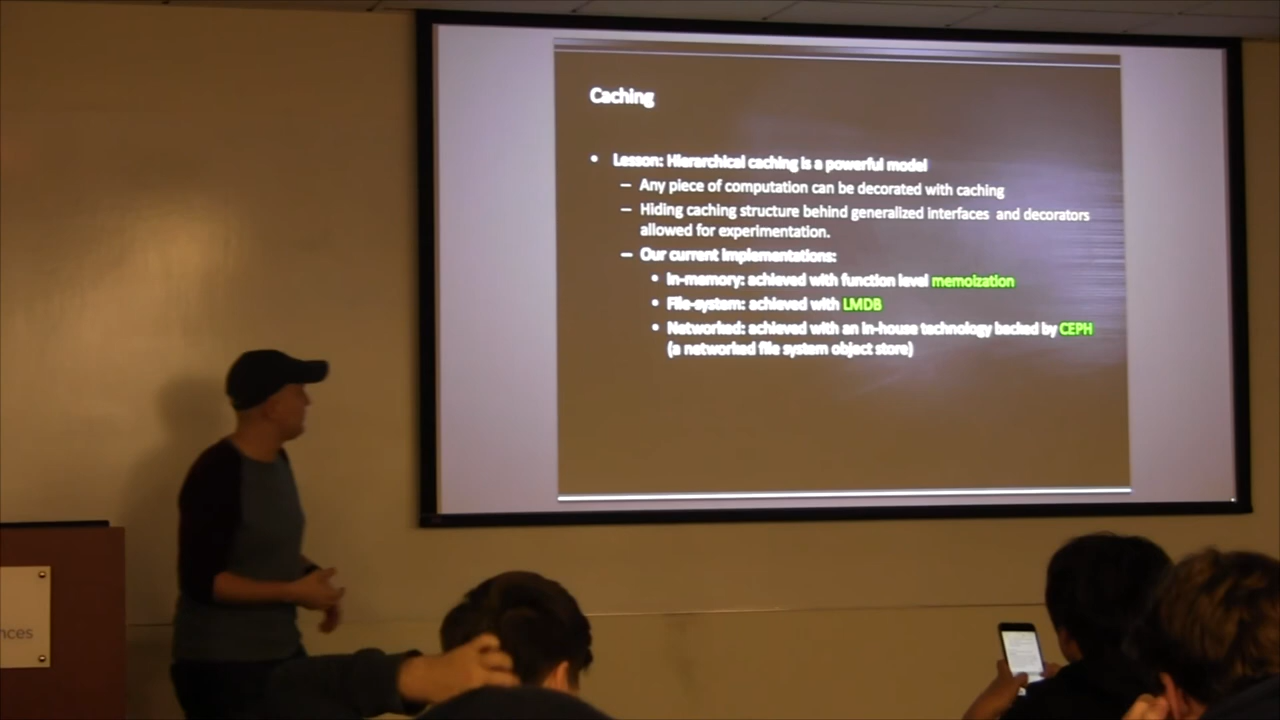 Caching
• Lesson: Hierarchical caching is a powerful model
– Any piece of computation can be decorated with caching
– Hiding caching structure behind generalized interfaces and decorators
allowed for experimentation.
– Our current implementations:
• In-memory: achieved with function level memoization
• File-system: achieved with LMDB
• Networked: achieved with an in-house technology backed by CEPH
(a networked file system object store)
nces